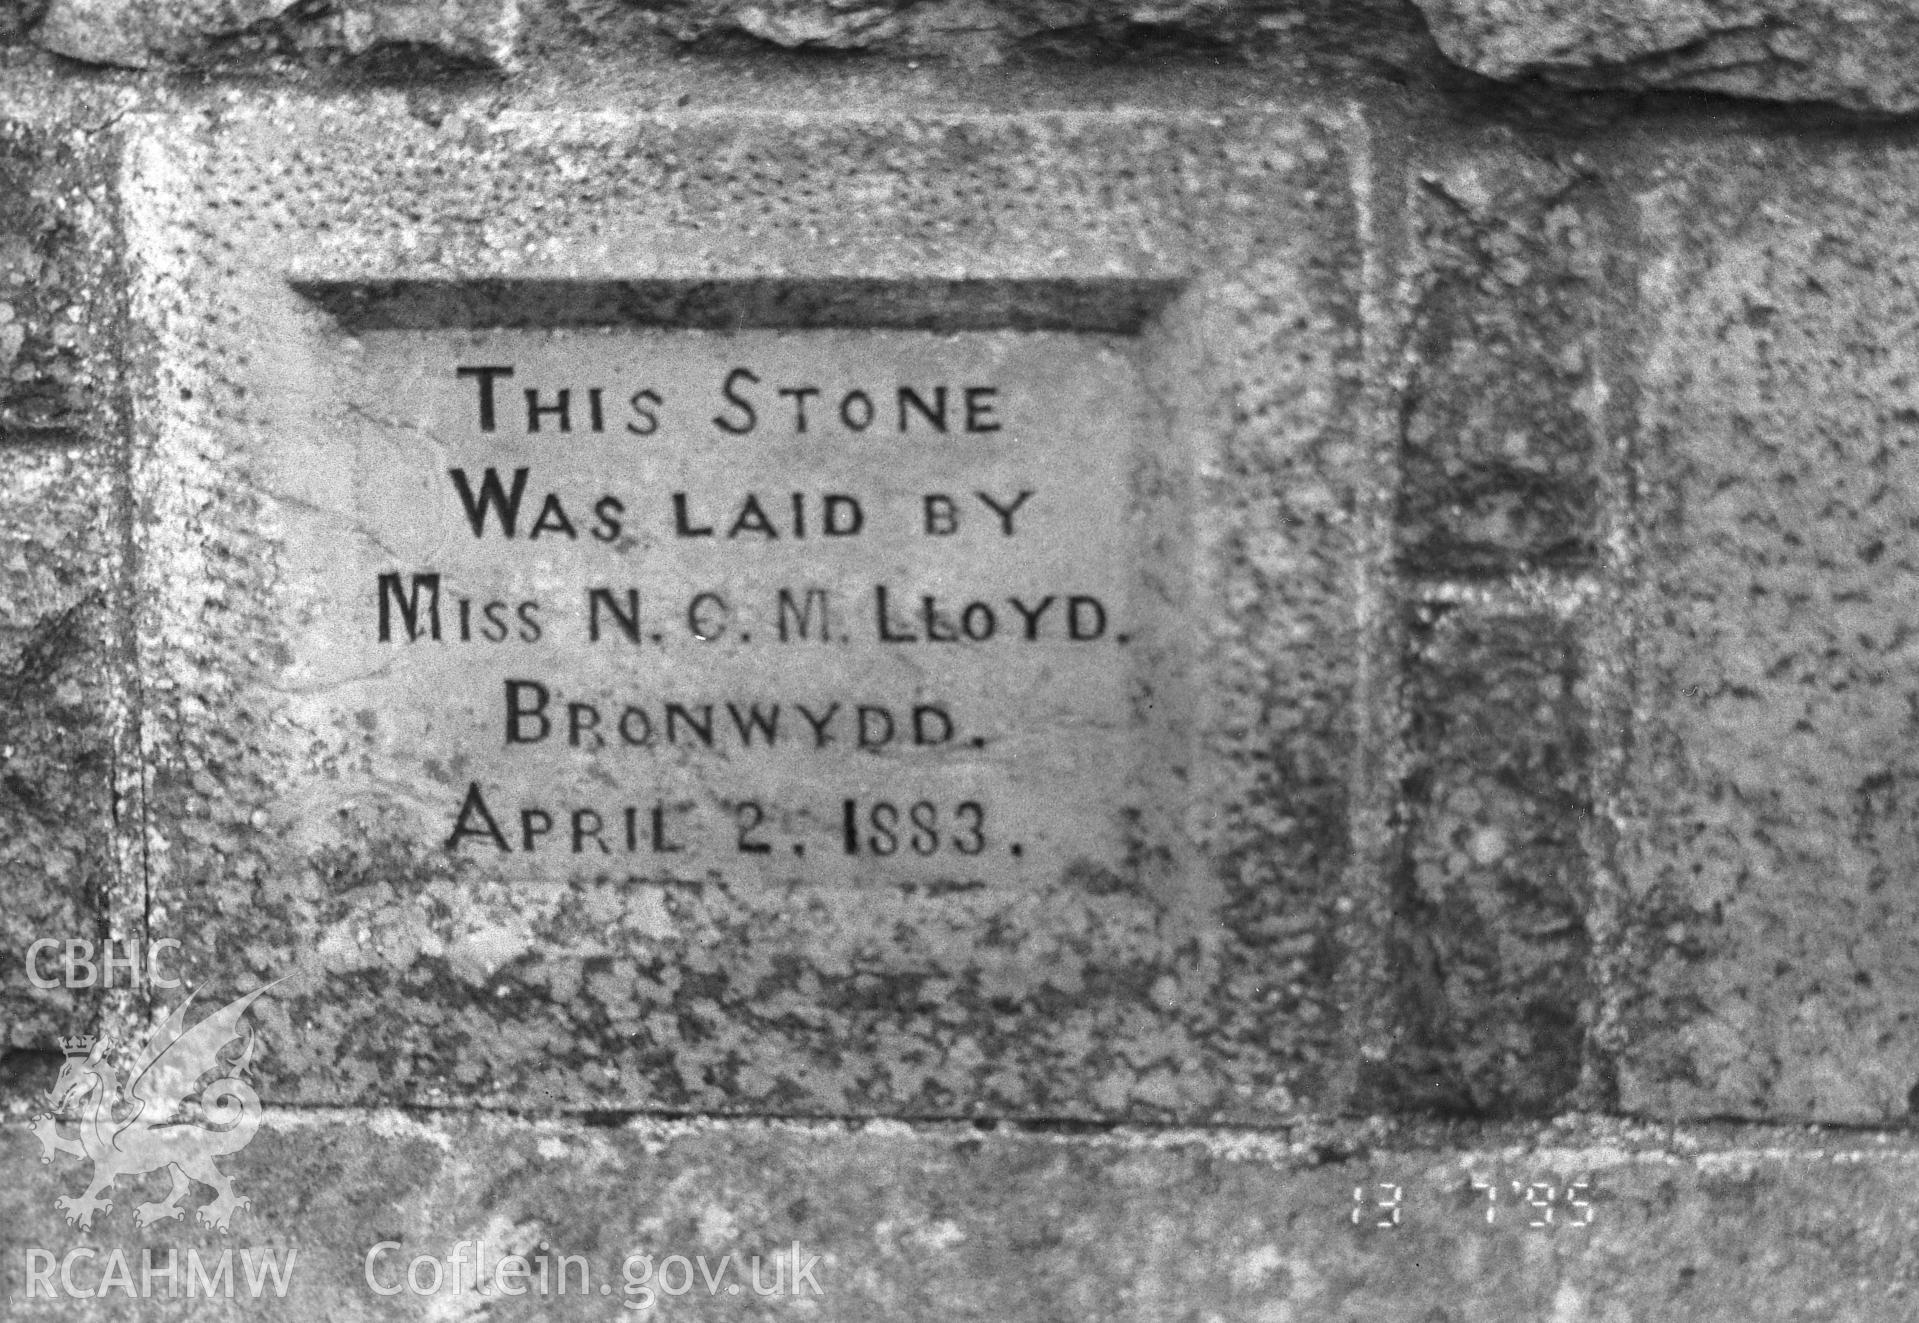 THIS STONE
WAS LAID BY
MISS N. C. M. LLOYD.
BRONWYDD.
APRIL 2. 1883.
13 7'95
CBHC
RCAHMW
Coflein.gov.uk